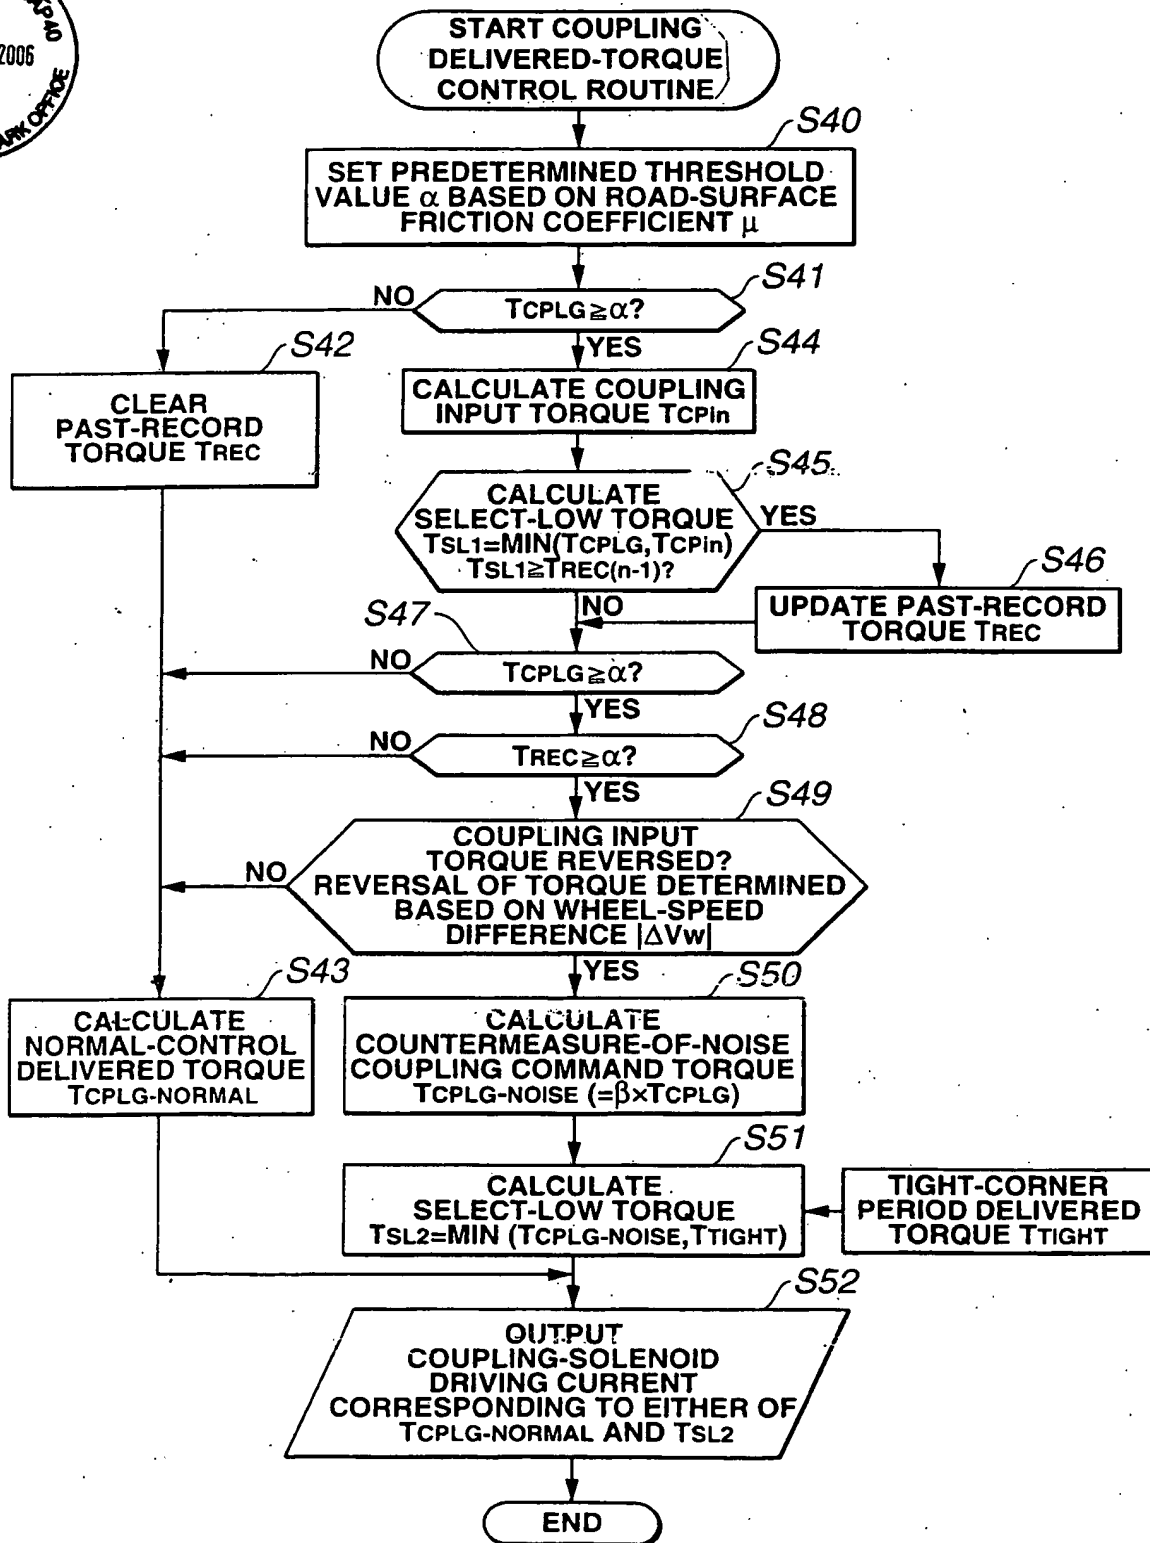 2006
START COUPLING
DELIVERED-TORQUE
CONTROL ROUTINE
S40
SET PREDETERMINED THRESHOLD
VALUE α BASED ON ROAD-SURFACE
FRICTION COEFFICIENT μ
S41
NO
TCPLG≧α?
YES
S42
CLEAR
PAST-RECORD
TORQUE TREC
S44
CALCULATE COUPLING
INPUT TORQUE TCPin
S45
CALCULATE
SELECT-LOW TORQUE
TSL1=MIN(TCPLG,TCPin)
TSL1≧TREC(n-1)?
YES
NO
S46
UPDATE PAST-RECORD
TORQUE TREC
S47
NO
TCPLG≧α?
YES
S48
NO
TREC≧α?
YES
S49
COUPLING INPUT
TORQUE REVERSED?
REVERSAL OF TORQUE DETERMINED
BASED ON WHEEL-SPEED
DIFFERENCE |ΔVw|
NO
YES
S43
CALCULATE
NORMAL-CONTROL
DELIVERED TORQUE
TCPLG-NORMAL
S50
CALCULATE
COUNTERMEASURE-OF-NOISE
COUPLING COMMAND TORQUE
TCPLG-NOISE (=β×TCPLG)
S51
CALCULATE
SELECT-LOW TORQUE
TSL2=MIN (TCPLG-NOISE,TTIGHT)
TIGHT-CORNER
PERIOD DELIVERED
TORQUE TTIGHT
S52
OUTPUT
COUPLING-SOLENOID
DRIVING CURRENT
CORRESPONDING TO EITHER OF
TCPLG-NORMAL AND TSL2
END